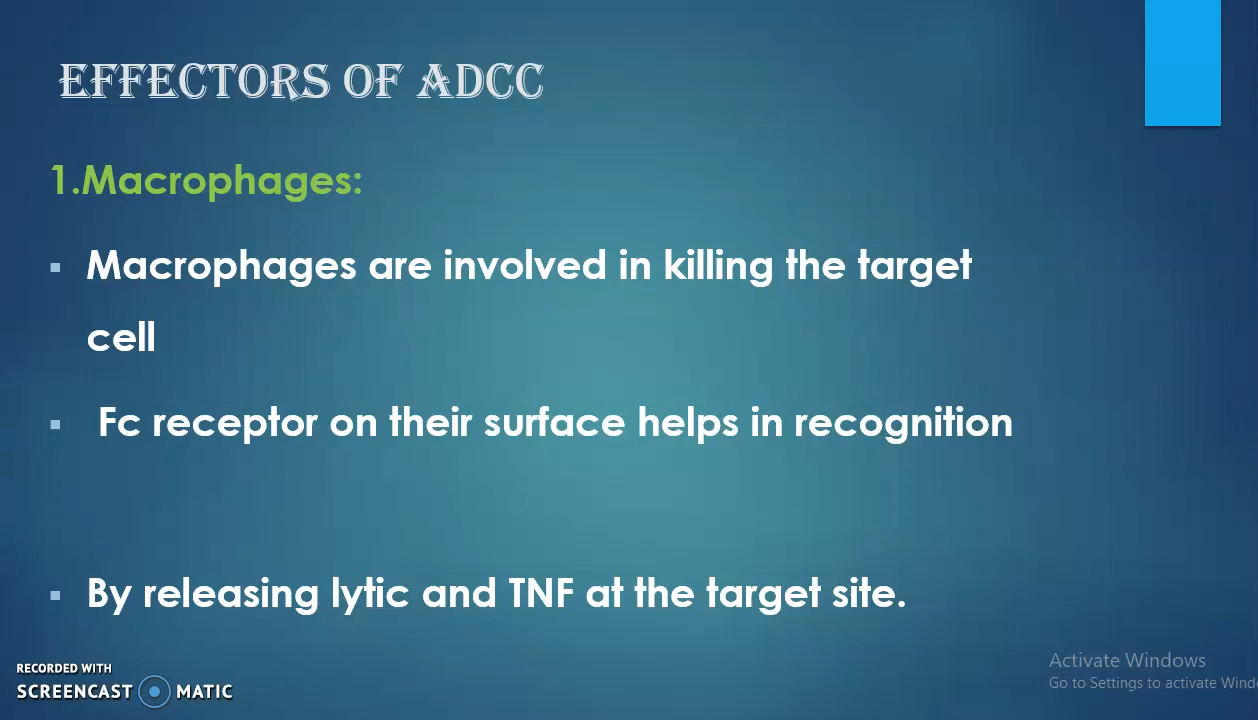 EFFECTORS OF ADCC
1.Macrophages:
▪ Macrophages are involved in killing the target
cell
▪ Fc receptor on their surface helps in recognition
▪ By releasing lytic and TNF at the target site.
RECORDED WITH
SCREENCAST MATIC
Activate Windows
Go to Settings to activate Wind